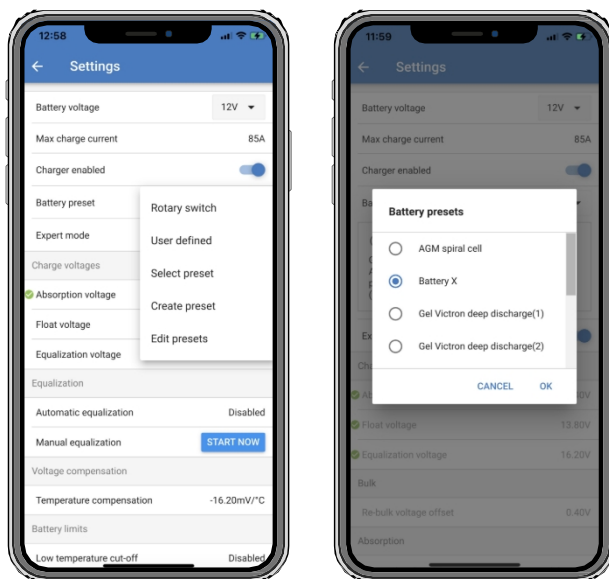 12:58
Settings
Battery voltage 12V
Max charge current 85A
Charger enabled
Battery preset
Expert mode
Charge voltages
Absorption voltage
Float voltage
Equalization voltage
Rotary switch
User defined
Select preset
Create preset
Edit presets
Equalization
Automatic equalization Disabled
Manual equalization START NOW
Voltage compensation
Temperature compensation -16.20mV/°C
Battery limits
Low temperature cut-off Disabled
11:59
Settings
Battery voltage 12V
Max charge current 85A
Charger enabled
Ba
Battery presets
AGM spiral cell
Battery X
Gel Victron deep discharge(1)
Gel Victron deep discharge(2)
CANCEL OK
Ex
Float voltage 13.80V
Equalization voltage 16.20V
Bulk
Re-bulk voltage offset 0.40V
Absorption